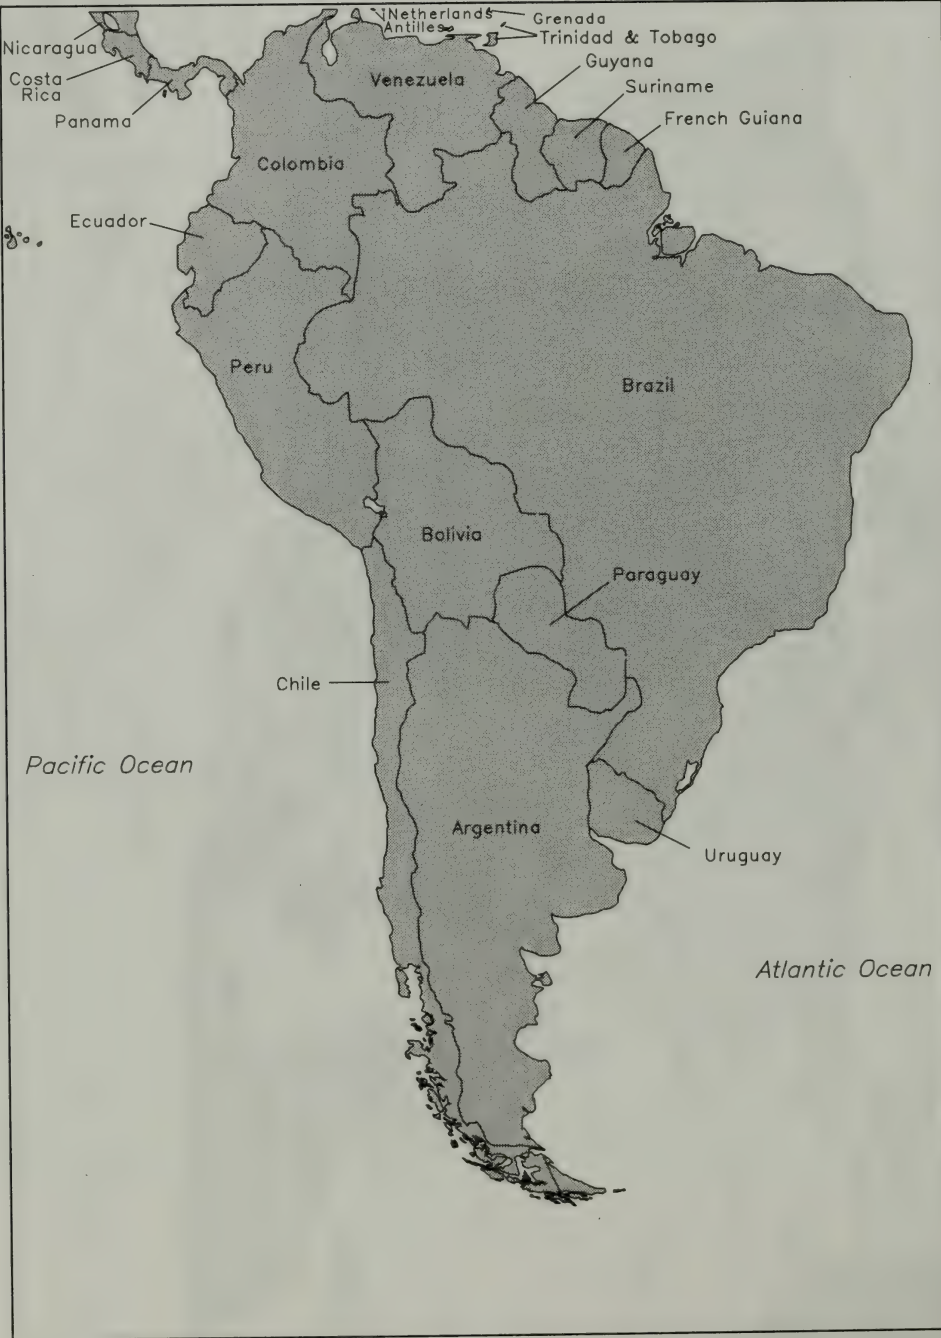 Netherlands
Antilles
Grenada
Trinidad & Tobago
Nicaragua
Costa
Rica
Panama
Venezuela
Guyana
Suriname
French Guiana
Colombia
Ecuador
Peru
Brazil
Bolivia
Paraguay
Chile
Pacific Ocean
Argentina
Uruguay
Atlantic Ocean